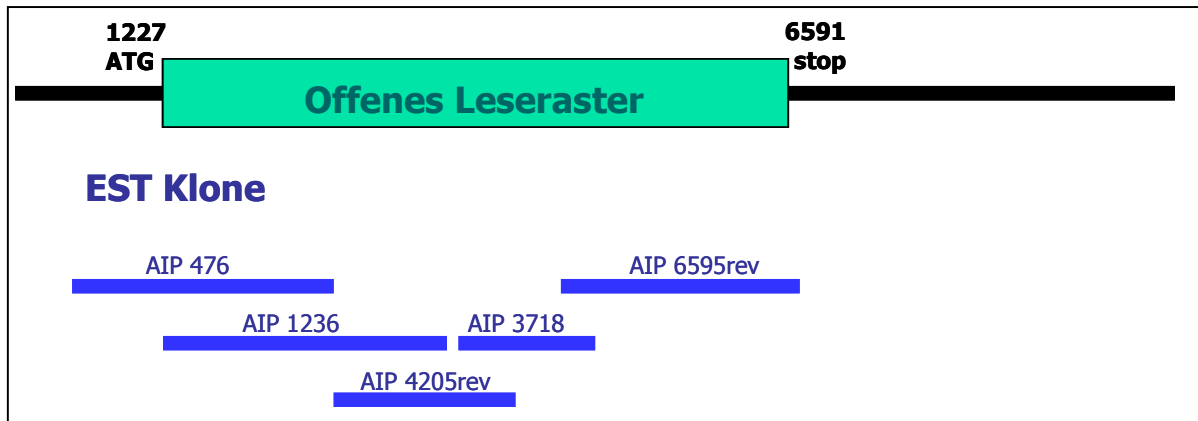 1227
ATG
6591
stop
Offenes Leseraster
EST Klone
AIP 476
AIP 6595rev
AIP 1236
AIP 3718
AIP 4205rev